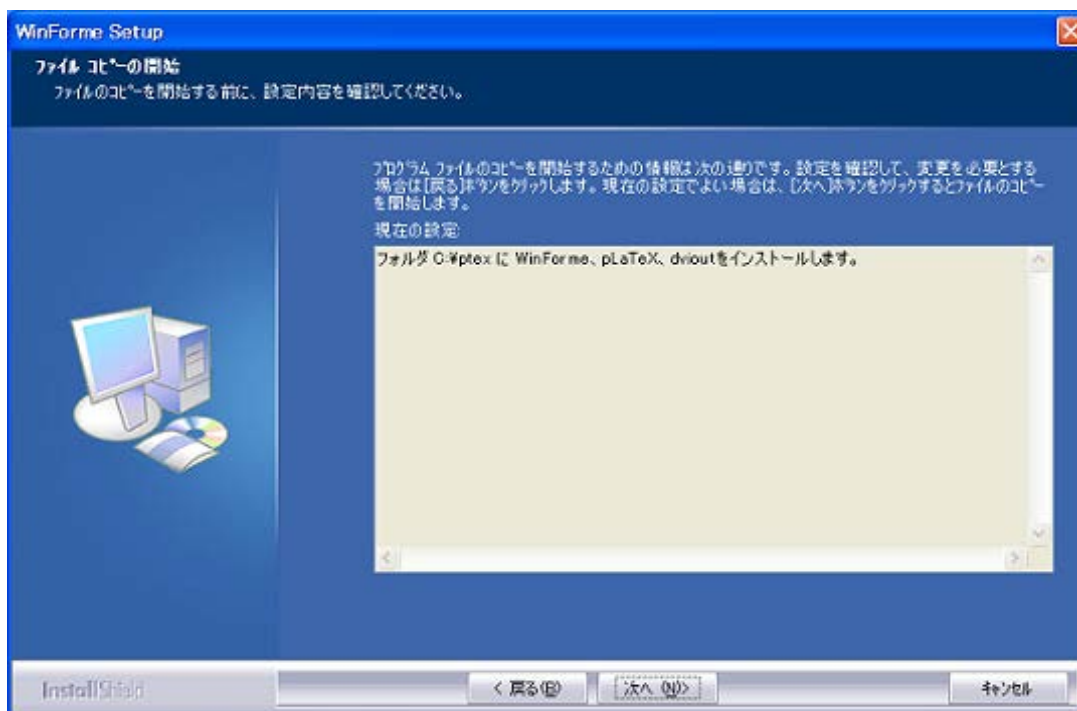 WinForme Setup
ファイル コピーの開始
ファイルのコピーを開始する前に、設定内容を確認してください。
プログラム ファイルのコピーを開始するための情報は次の通りです。設定を確認して、変更を必要とする
場合は[戻る]ボタンをクリックします。現在の設定でよい場合は、[次へ]ボタンをクリックするとファイルのコピー
を開始します。
現在の設定:
フォルダ C:¥ptex に WinForme、pLaTeX、dvioutをインストールします。
InstallShield
< 戻る(B)
次へ (N)>
キャンセル